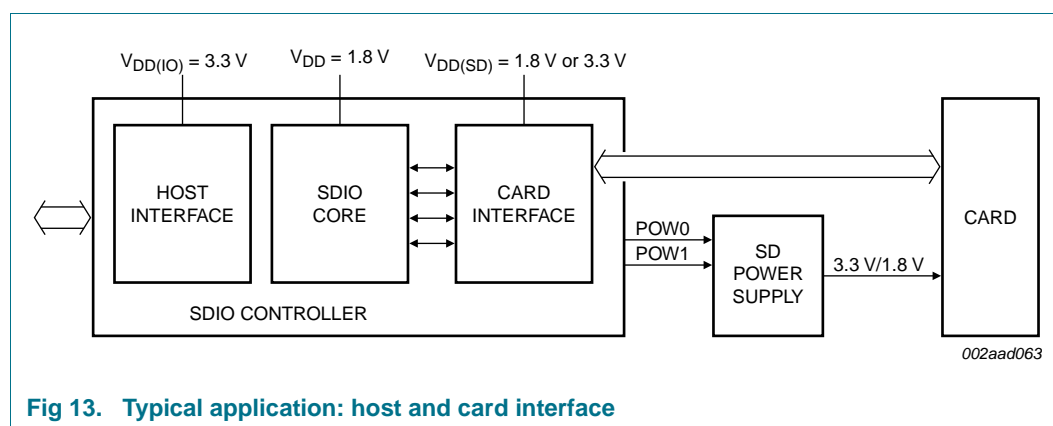 VDD(IO) = 3.3 V
VDD = 1.8 V
VDD(SD) = 1.8 V or 3.3 V
HOST
INTERFACE
SDIO
CORE
CARD
INTERFACE
SDIO CONTROLLER
POW0
POW1
SD
POWER
SUPPLY
3.3 V/1.8 V
CARD
002aad063
Fig 13. Typical application: host and card interface